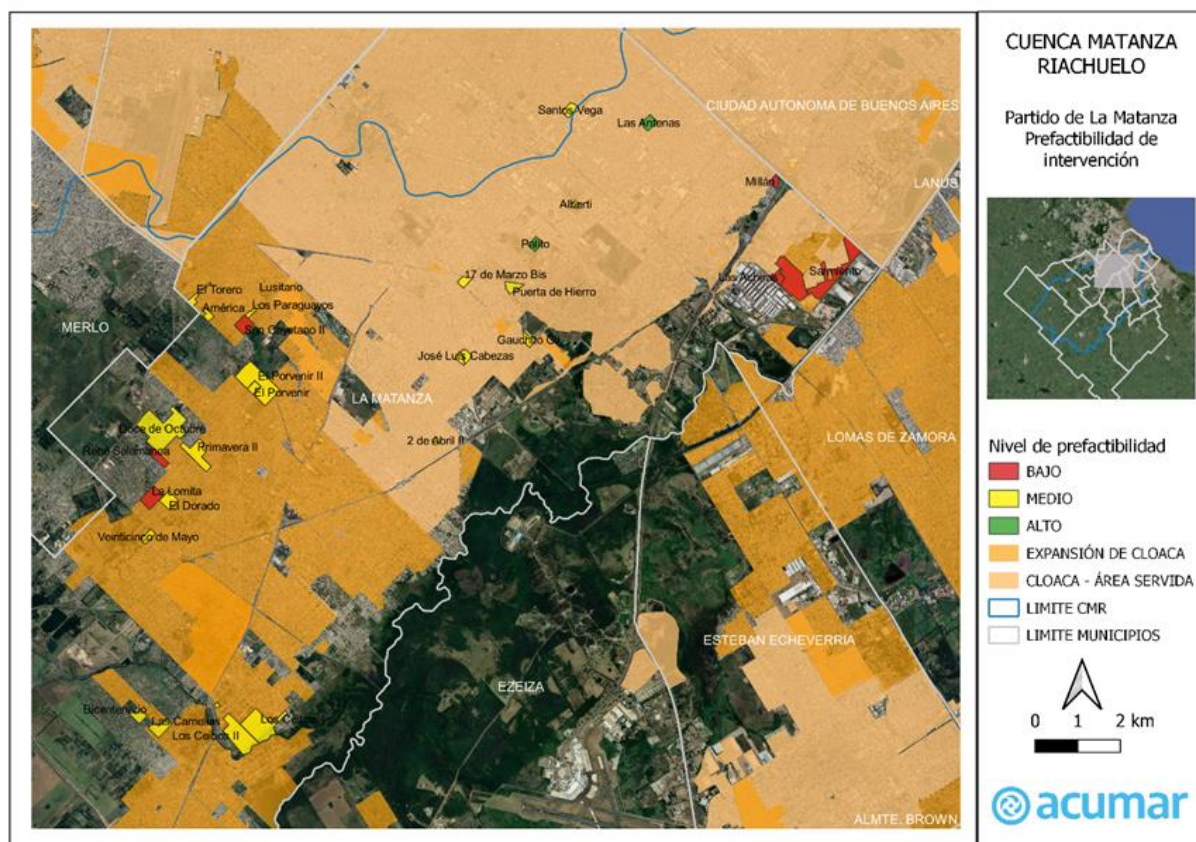 CUENCA MATANZA
RIACHUELO
Partido de La Matanza
Prefactibilidad de
intervención
Nivel de prefactibilidad
BAJO
MEDIO
ALTO
EXPANSIÓN DE CLOACA
CLOACA - ÁREA SERVIDA
LIMITE CMR
LIMITE MUNICIPIOS
0 1 2 km
acumar
Santos Vega
Las Antenas
CIUDAD AUTONOMA DE BUENOS AIRES
Millán
LANUS
Alberti
Palito
17 de Marzo Bis
Puerta de Hierro
Las Achiras
Sarmiento
El Torero
Lusitano
América
Los Paraguayos
San Cayetano II
MERLO
Gauchito Gil
José Luis Cabezas
El Porvenir II
El Porvenir
LA MATANZA
Doce de Octubre
2 de Abril II
Primavera II
René Salamanca
LOMAS DE ZAMORA
La Lomita
El Dorado
Veinticinco de Mayo
ESTEBAN ECHEVERRIA
EZEIZA
Bicentenario
Las Camelias
Los Ceibos
Los Ceibos II
ALMTE. BROWN